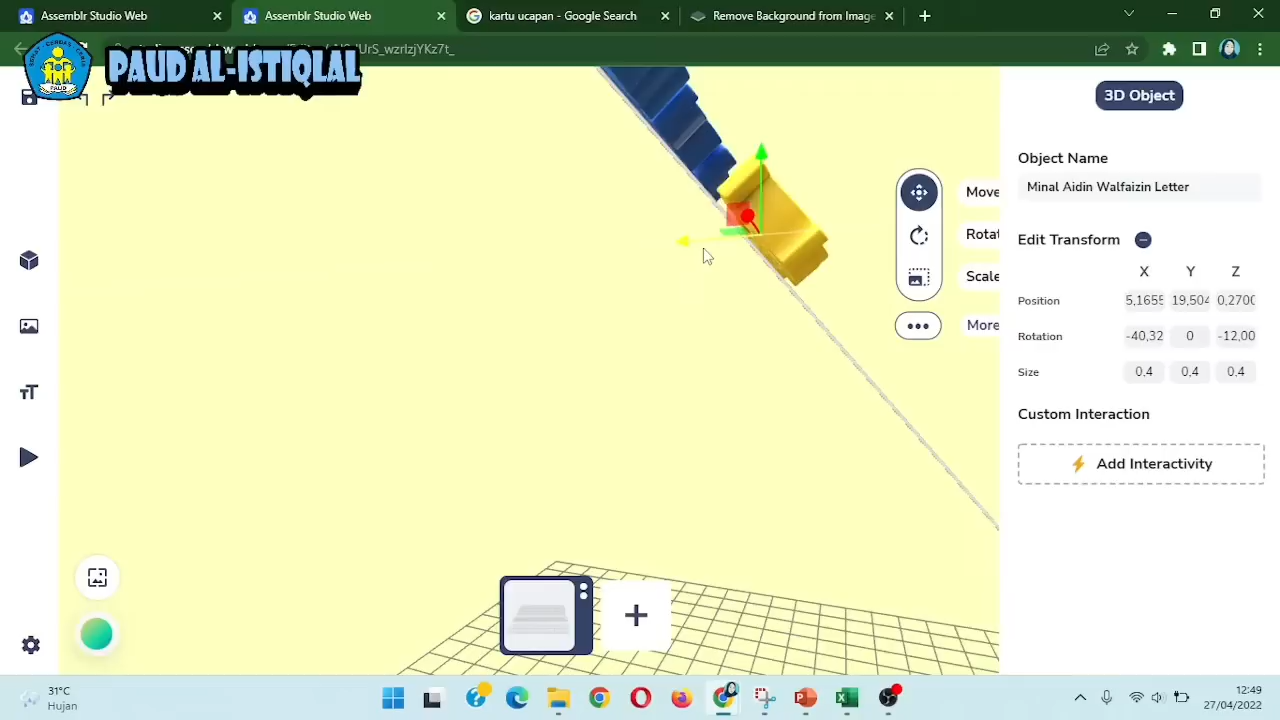 Assemblr Studio Web
Assemblr Studio Web
kartu ucapan - Google Search
Remove Background from Image
UrS_wzrIzjYKz7t_
PAUD AL-ISTIQLAL
PAUD
3D Object
Object Name
Minal Aidin Walfaizin Letter
Edit Transform
X Y Z
Position 5,1655 19,504 0,2700
Rotation -40,32 0 -12,00
Size 0,4 0,4 0,4
Custom Interaction
Add Interactivity
Move
Rotat
Scale
More
31°C
Hujan
12:49
27/04/2022